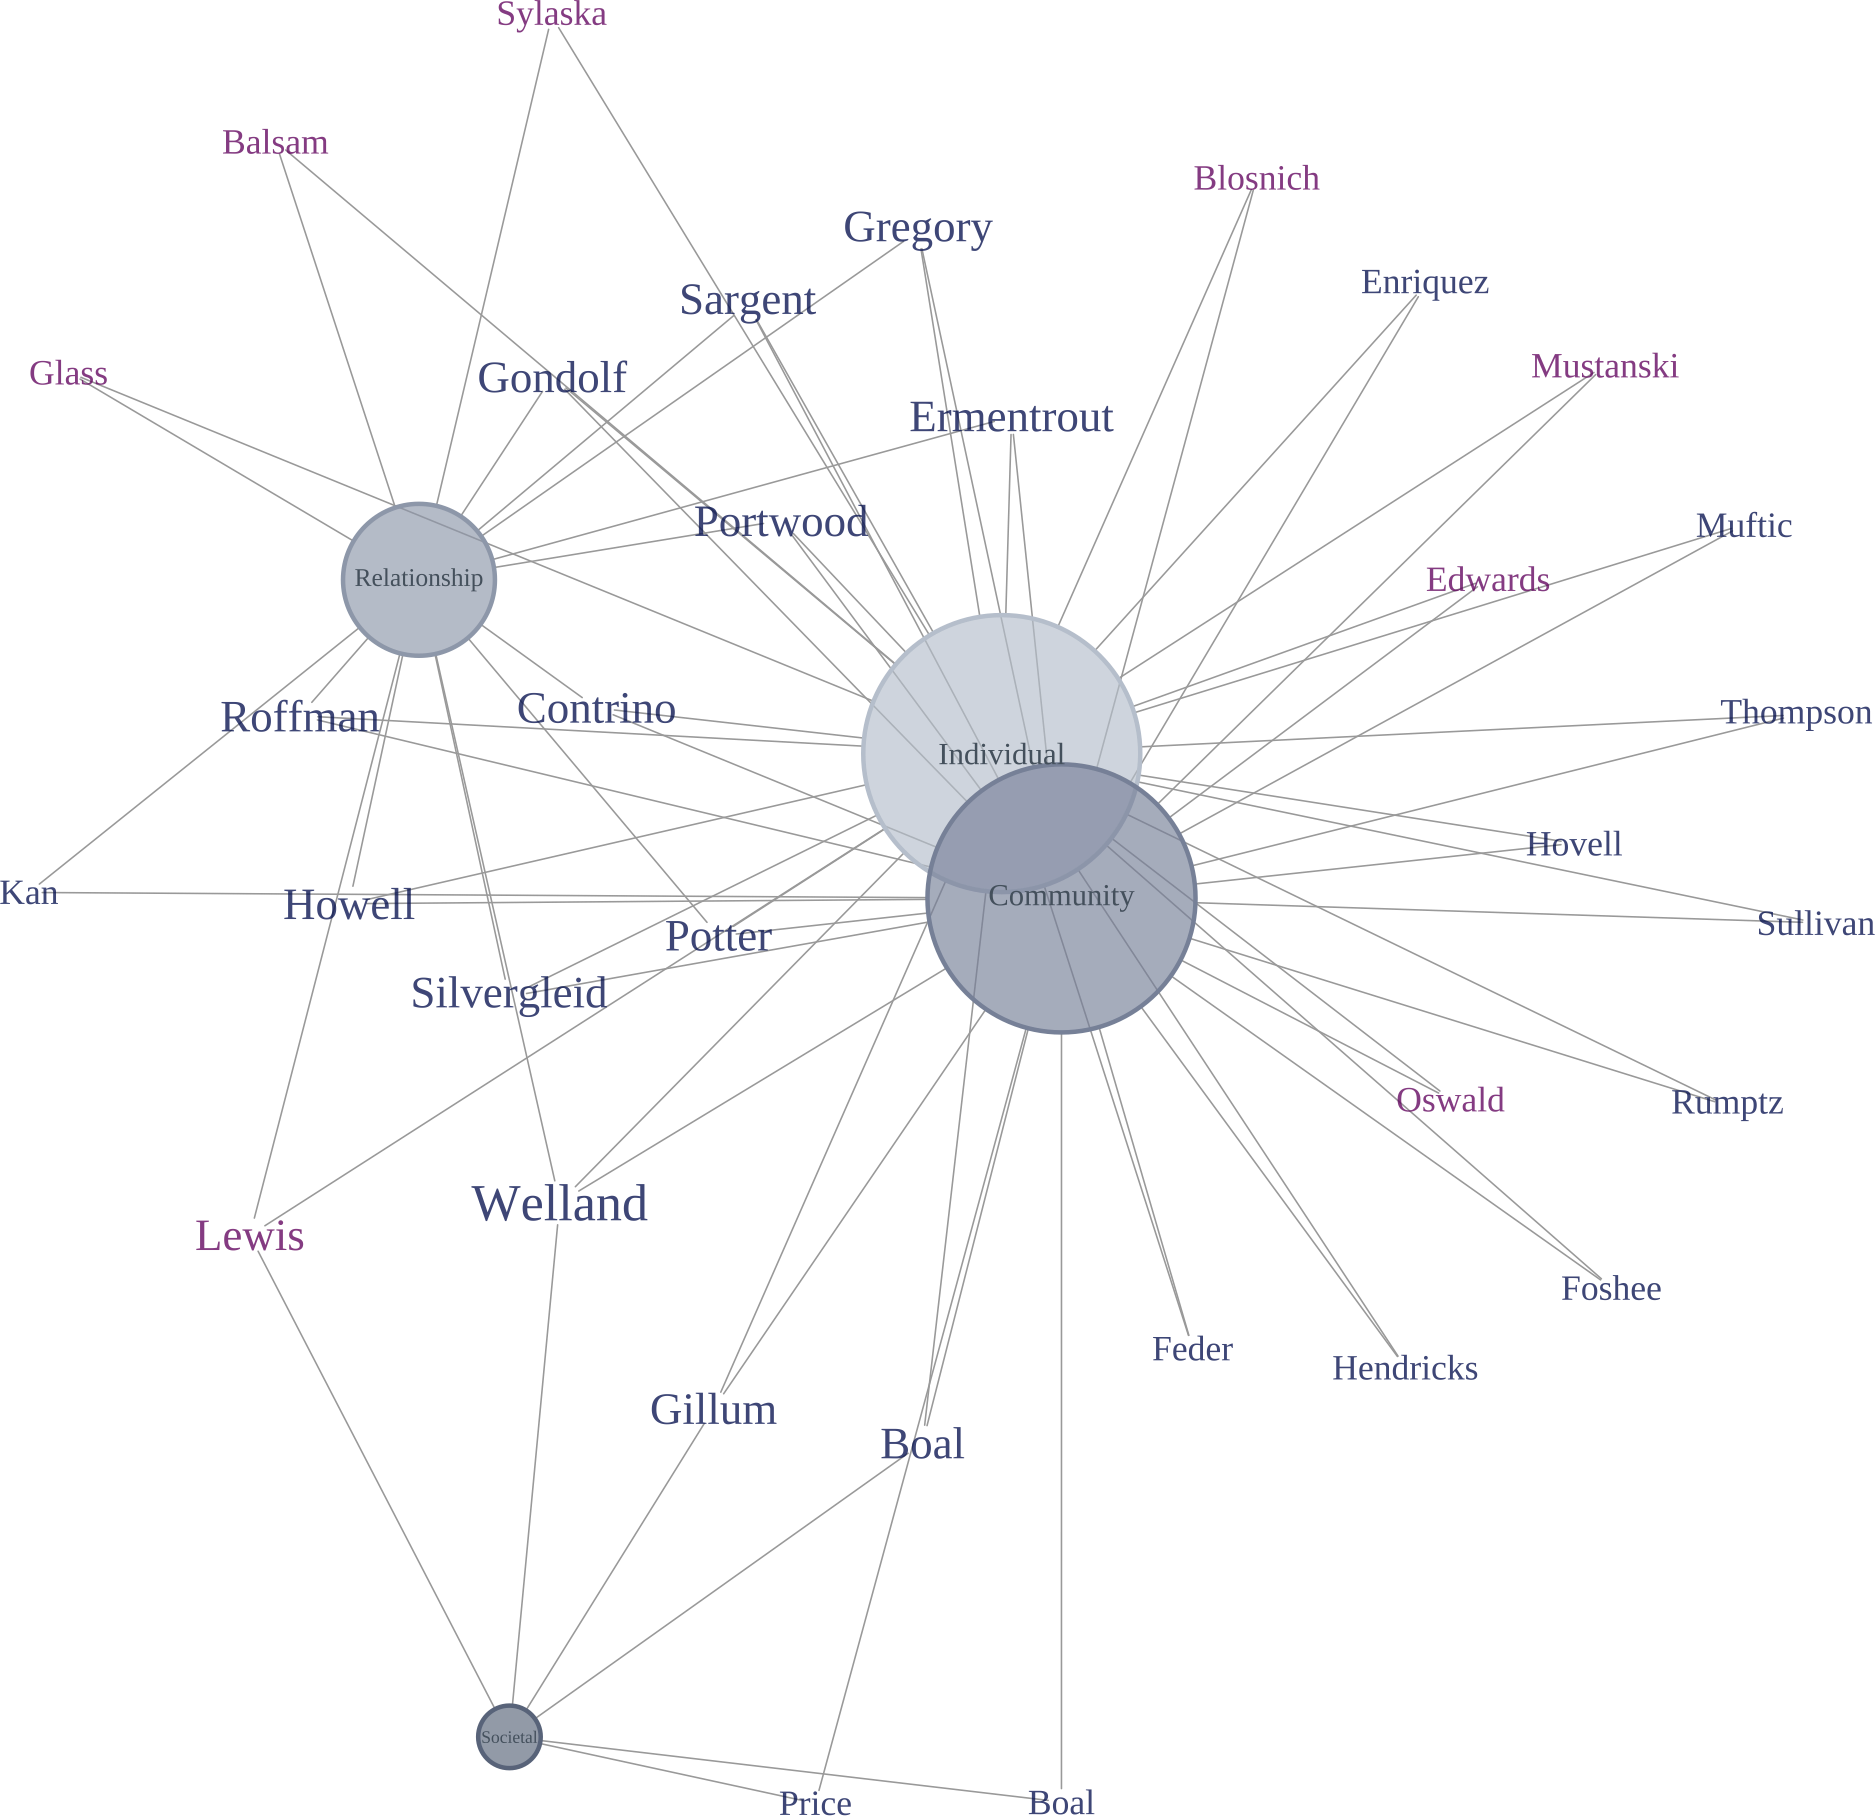 Sylaska
Balsam
Blosnich
Gregory
Enriquez
Sargent
Mustanski
Glass
Gondolf
Ermentrout
Portwood
Muftic
Relationship
Edwards
Contrino
Thompson
Roffman
Individual
Hovell
Kan
Community
Howell
Sullivan
Potter
Silvergleid
Oswald
Rumptz
Welland
Lewis
Foshee
Feder
Hendricks
Gillum
Boal
Societal
Price
Boal